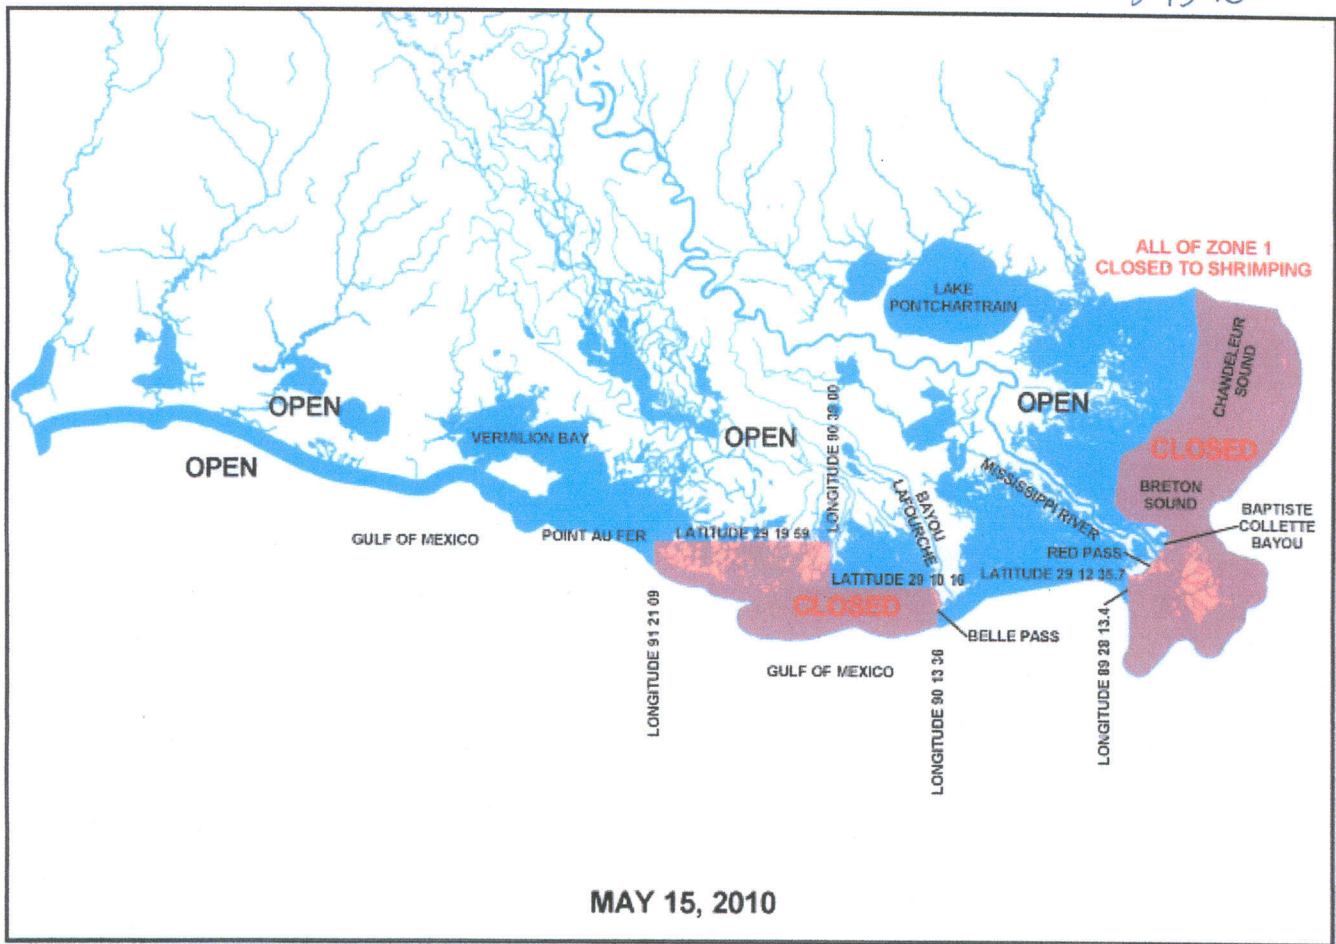 ALL OF ZONE 1
CLOSED TO SHRIMPING
LAKE
PONTCHARTRAIN
CHANDELEUR
SOUND
OPEN
OPEN
OPEN
OPEN
CLOSED
VERMILION BAY
LONGITUDE 90 39 00
MISSISSIPPI RIVER
BAYOU
LAFOURCHE
BRETON
SOUND
BAPTISTE
COLLETTE
BAYOU
GULF OF MEXICO
POINT AU FER
LATITUDE 29 19 59
RED PASS
LATITUDE 29 10 16
LATITUDE 29 12 35.7
CLOSED
BELLE PASS
LONGITUDE 91 21 09
GULF OF MEXICO
LONGITUDE 90 13 36
LONGITUDE 89 28 13.4
MAY 15, 2010